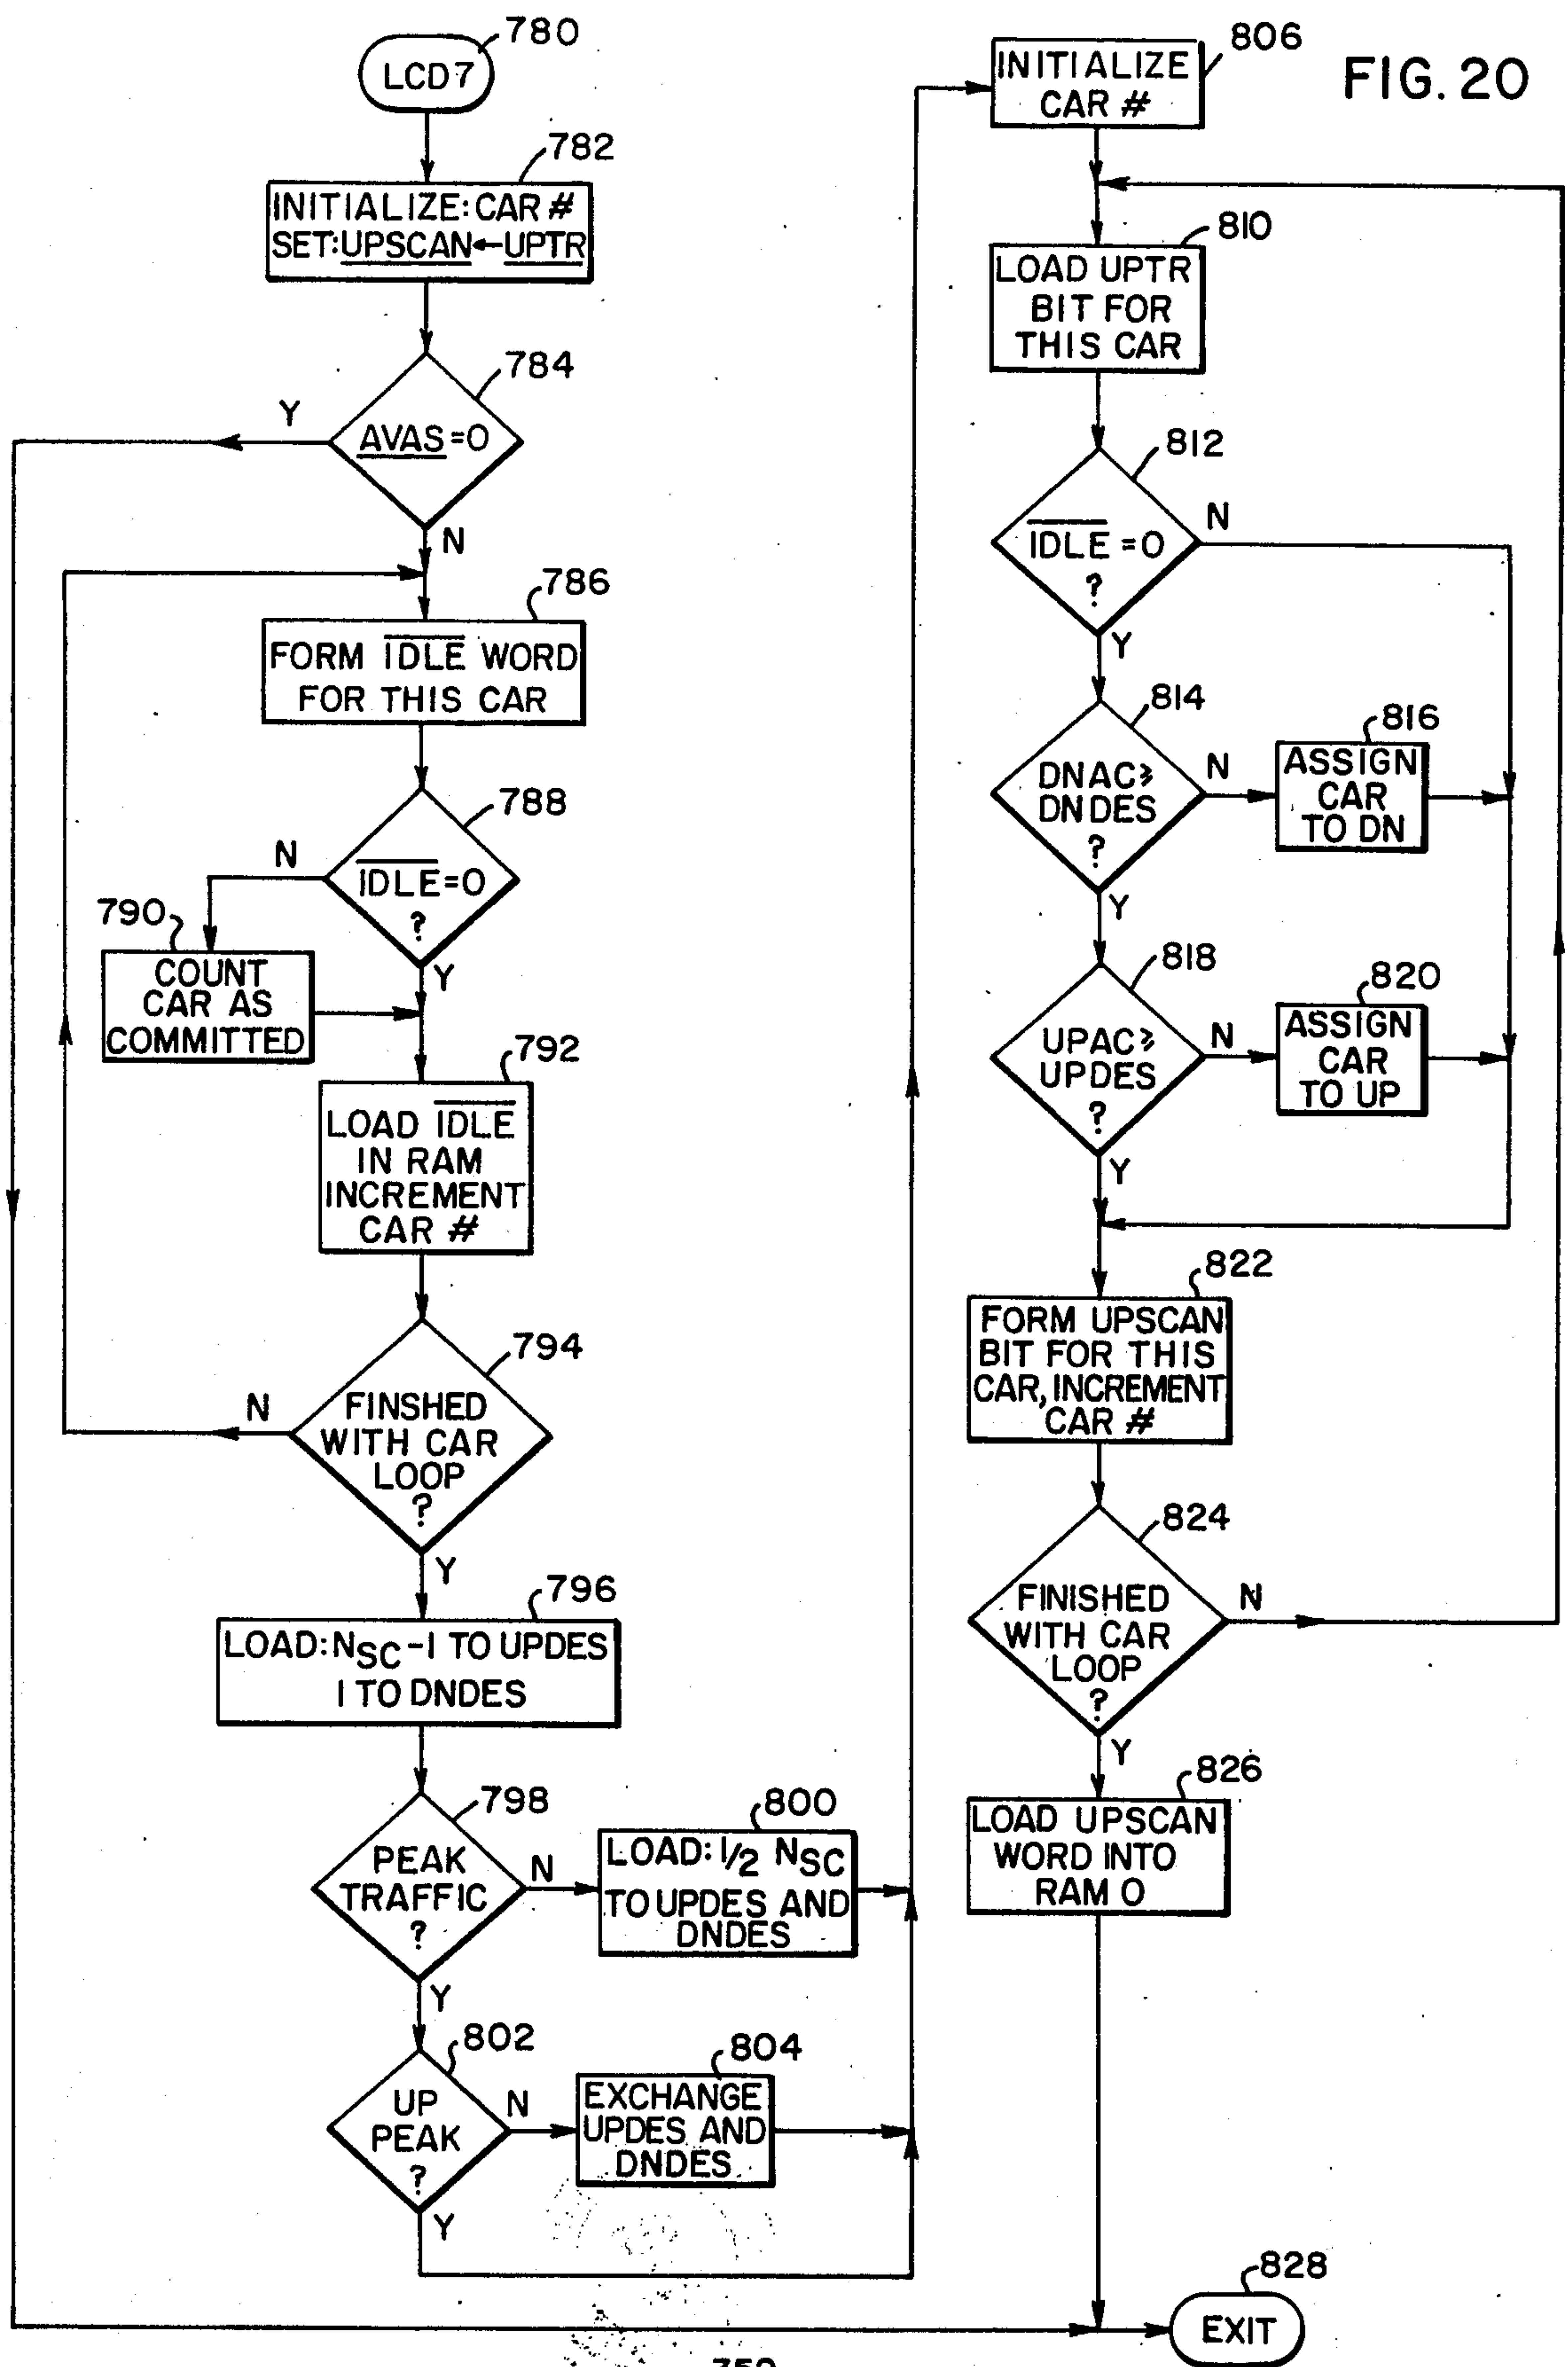 780
LCD7
782
INITIALIZE: CAR #
SET: UPSCAN ← UPTR
784
Y
AVAS = 0
N
786
FORM IDLE WORD
FOR THIS CAR
788
N
IDLE = 0
?
Y
790
COUNT
CAR AS
COMMITTED
792
LOAD IDLE
IN RAM
INCREMENT
CAR #
794
N
FINSHED
WITH CAR
LOOP
?
Y
796
LOAD: NSC -1 TO UPDES
1 TO DNDES
798
PEAK
TRAFFIC
?
N
Y
800
LOAD: 1/2 NSC
TO UPDES AND
DNDES
802
UP
PEAK
?
N
Y
804
EXCHANGE
UPDES AND
DNDES
FIG. 20
806
INITIALIZE
CAR #
810
LOAD UPTR
BIT FOR
THIS CAR
812
IDLE = 0
?
N
Y
814
DNAC ≥
DNDES
?
N
Y
816
ASSIGN
CAR
TO DN
818
UPAC ≥
UPDES
?
N
Y
820
ASSIGN
CAR
TO UP
822
FORM UPSCAN
BIT FOR THIS
CAR, INCREMENT
CAR #
824
FINISHED
WITH CAR
LOOP
?
N
Y
826
LOAD UPSCAN
WORD INTO
RAM 0
828
EXIT